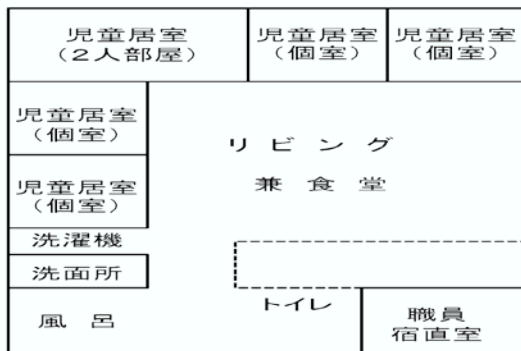 児童居室
(2人部屋)
児童居室
(個室)
児童居室
(個室)
児童居室
(個室)
リビング
兼食堂
児童居室
(個室)
洗濯機
洗面所
風呂
トイレ
職員
宿直室